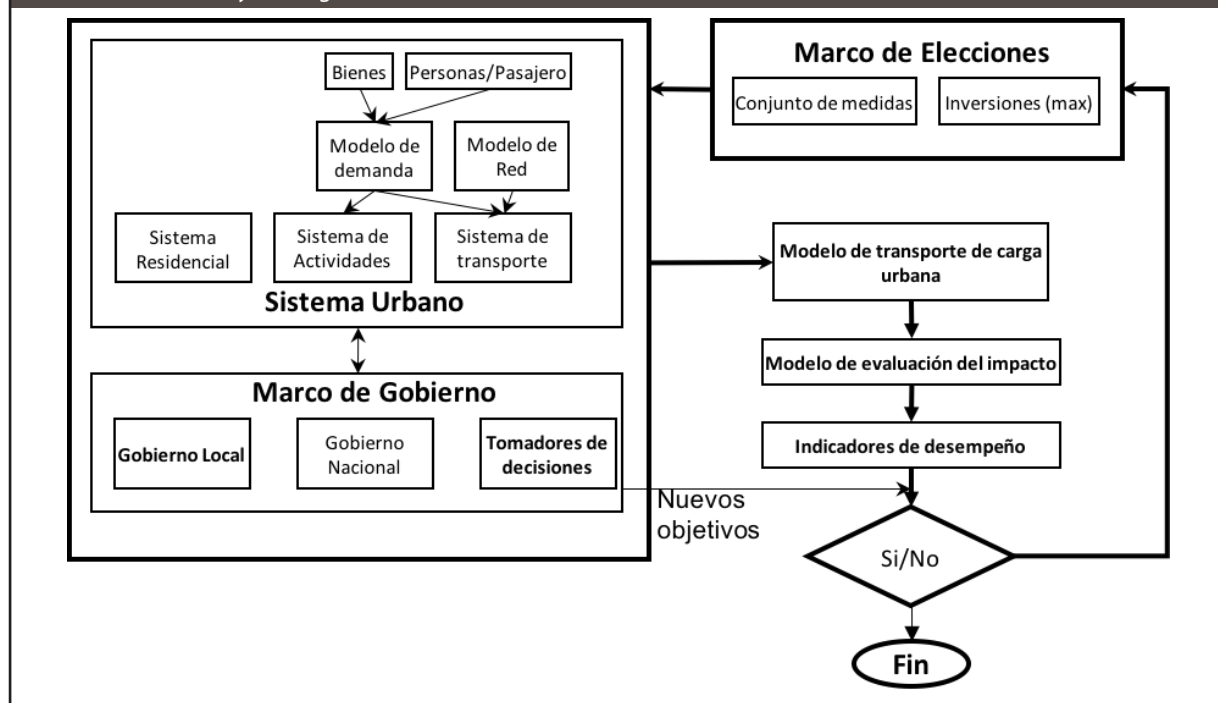 Bienes
Personas/Pasajero
Modelo de
demanda
Modelo de
Red
Sistema
Residencial
Sistema de
Actividades
Sistema de
transporte
Sistema Urbano
Marco de Gobierno
Gobierno Local
Gobierno
Nacional
Tomadores de
decisiones
Marco de Elecciones
Conjunto de medidas
Inversiones (max)
Modelo de transporte de carga
urbana
Modelo de evaluación del impacto
Indicadores de desempeño
Nuevos
objetivos
Si/No
Fin